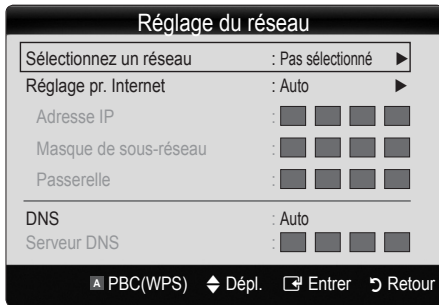 Réglage du réseau
Sélectionnez un réseau : Pas sélectionné ▶
Réglage pr. Internet : Auto ▶
Adresse IP :
Masque de sous-réseau :
Passerelle :
DNS : Auto
Serveur DNS :
A PBC(WPS) Dépl. Entrer Retour